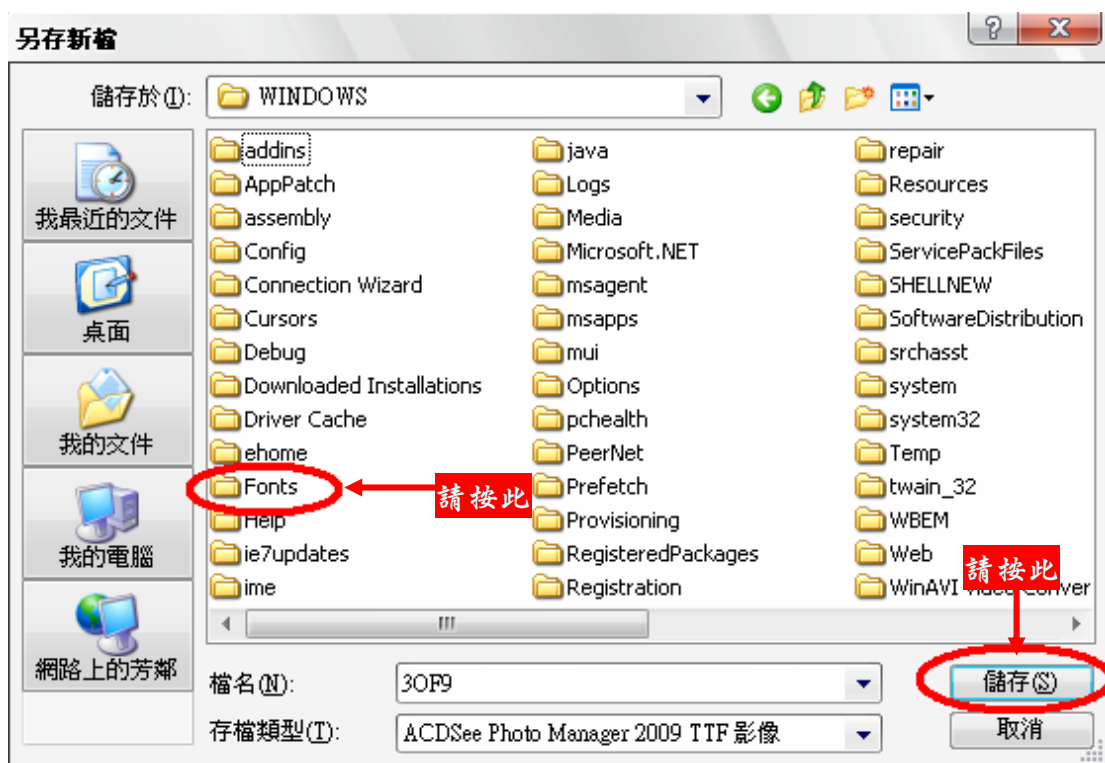 另存新檔
儲存於(I):
WINDOWS
我最近的文件
桌面
我的文件
我的電腦
網路上的芳鄰
addins
AppPatch
assembly
Config
Connection Wizard
Cursors
Debug
Downloaded Installations
Driver Cache
ehome
Fonts
Help
ie7updates
ime
請按此
java
Logs
Media
Microsoft.NET
msagent
msapps
mui
Options
pchealth
PeerNet
Prefetch
Provisioning
RegisteredPackages
Registration
repair
Resources
security
ServicePackFiles
SHELLNEW
SoftwareDistribution
srchasst
system
system32
Temp
twain_32
WBEM
Web
WinAVI Video Conver
請按此
檔名(N):
3OF9
儲存(S)
存檔類型(T):
ACDSee Photo Manager 2009 TTF 影像
取消